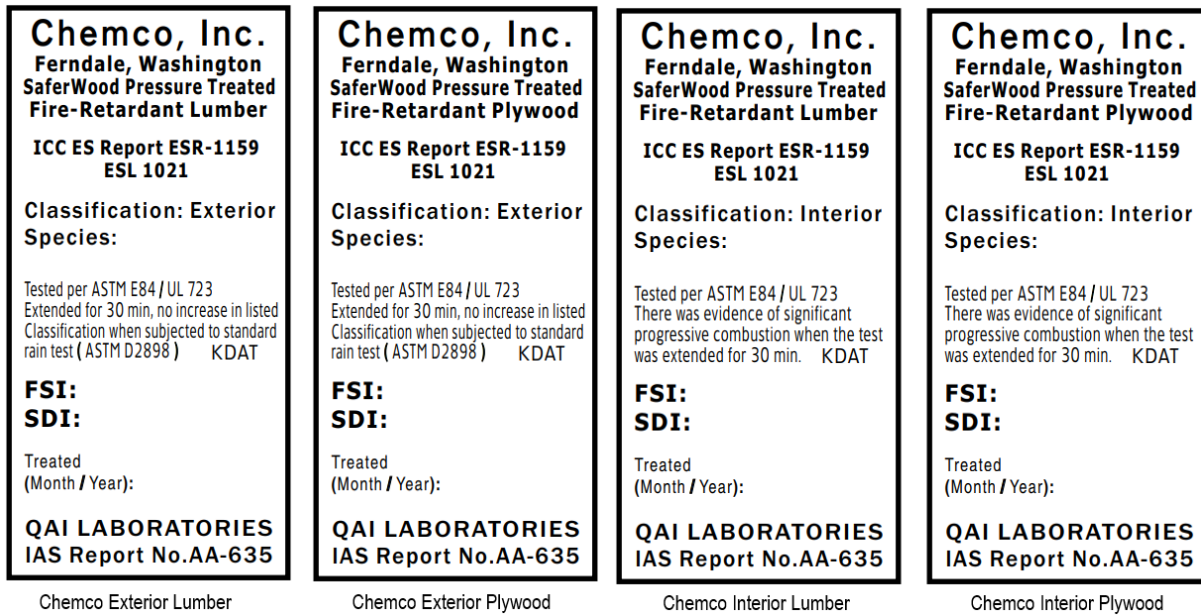 Chemco, Inc.
Ferndale, Washington
SaferWood Pressure Treated
Fire-Retardant Lumber
ICC ES Report ESR-1159
ESL 1021
Classification: Exterior
Species:
Tested per ASTM E84 / UL 723
Extended for 30 min, no increase in listed
Classification when subjected to standard
rain test ( ASTM D2898 ) KDAT
FSI:
SDI:
Treated
(Month / Year):
QAI LABORATORIES
IAS Report No.AA-635
Chemco Exterior Lumber
Chemco, Inc.
Ferndale, Washington
SaferWood Pressure Treated
Fire-Retardant Plywood
ICC ES Report ESR-1159
ESL 1021
Classification: Exterior
Species:
Tested per ASTM E84 / UL 723
Extended for 30 min, no increase in listed
Classification when subjected to standard
rain test ( ASTM D2898 ) KDAT
FSI:
SDI:
Treated
(Month / Year):
QAI LABORATORIES
IAS Report No.AA-635
Chemco Exterior Plywood
Chemco, Inc.
Ferndale, Washington
SaferWood Pressure Treated
Fire-Retardant Lumber
ICC ES Report ESR-1159
ESL 1021
Classification: Interior
Species:
Tested per ASTM E84 / UL 723
There was evidence of significant
progressive combustion when the test
was extended for 30 min. KDAT
FSI:
SDI:
Treated
(Month / Year):
QAI LABORATORIES
IAS Report No.AA-635
Chemco Interior Lumber
Chemco, Inc.
Ferndale, Washington
SaferWood Pressure Treated
Fire-Retardant Plywood
ICC ES Report ESR-1159
ESL 1021
Classification: Interior
Species:
Tested per ASTM E84 / UL 723
There was evidence of significant
progressive combustion when the test
was extended for 30 min. KDAT
FSI:
SDI:
Treated
(Month / Year):
QAI LABORATORIES
IAS Report No.AA-635
Chemco Interior Plywood